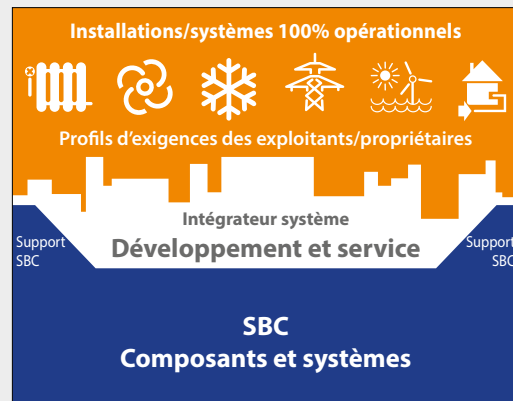 Installations/systèmes 100% opérationnels
Profils d'exigences des exploitants/propriétaires
Intégrateur système
Développement et service
Support
SBC
Support
SBC
SBC
Composants et systèmes